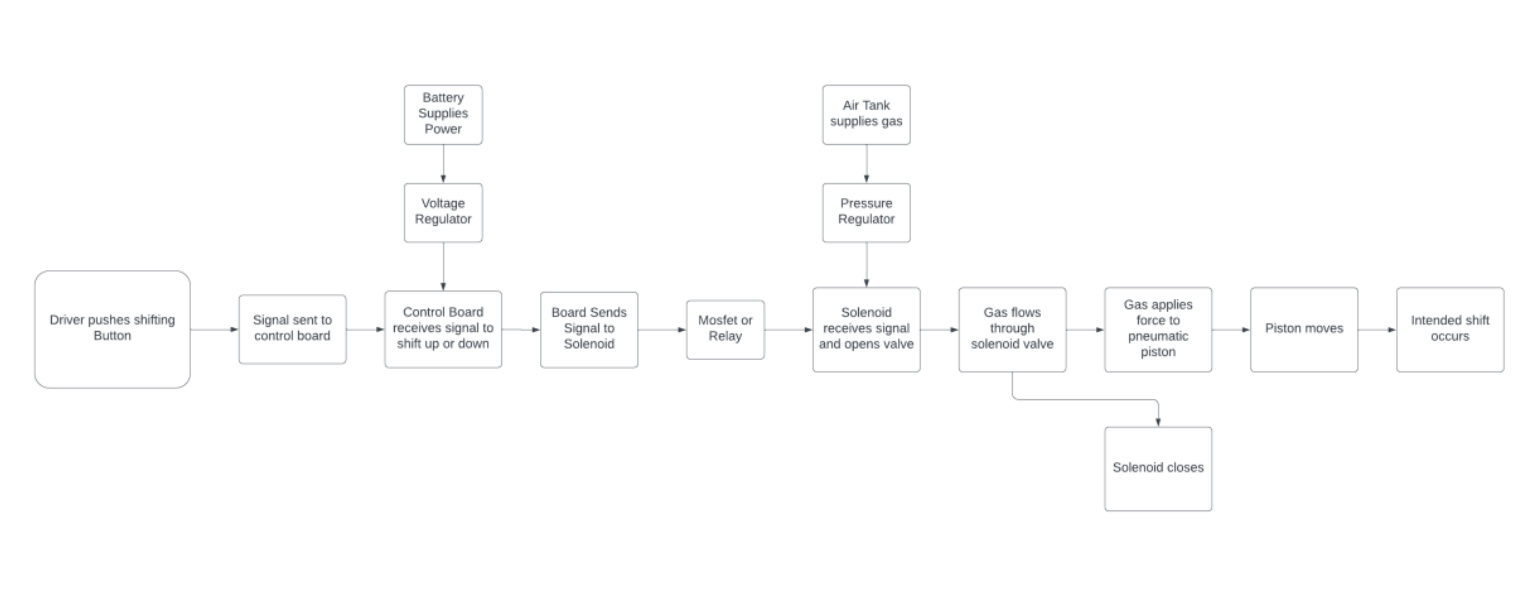 Battery
Supplies
Power
Air Tank
supplies gas
Voltage
Regulator
Pressure
Regulator
Driver pushes shifting
Button
Signal sent to
control board
Control Board
receives signal to
shift up or down
Board Sends
Signal to
Solenoid
Mosfet or
Relay
Solenoid
receives signal
and opens valve
Gas flows
through
solenoid valve
Gas applies
force to
pneumatic
piston
Piston moves
Intended shift
occurs
Solenoid closes